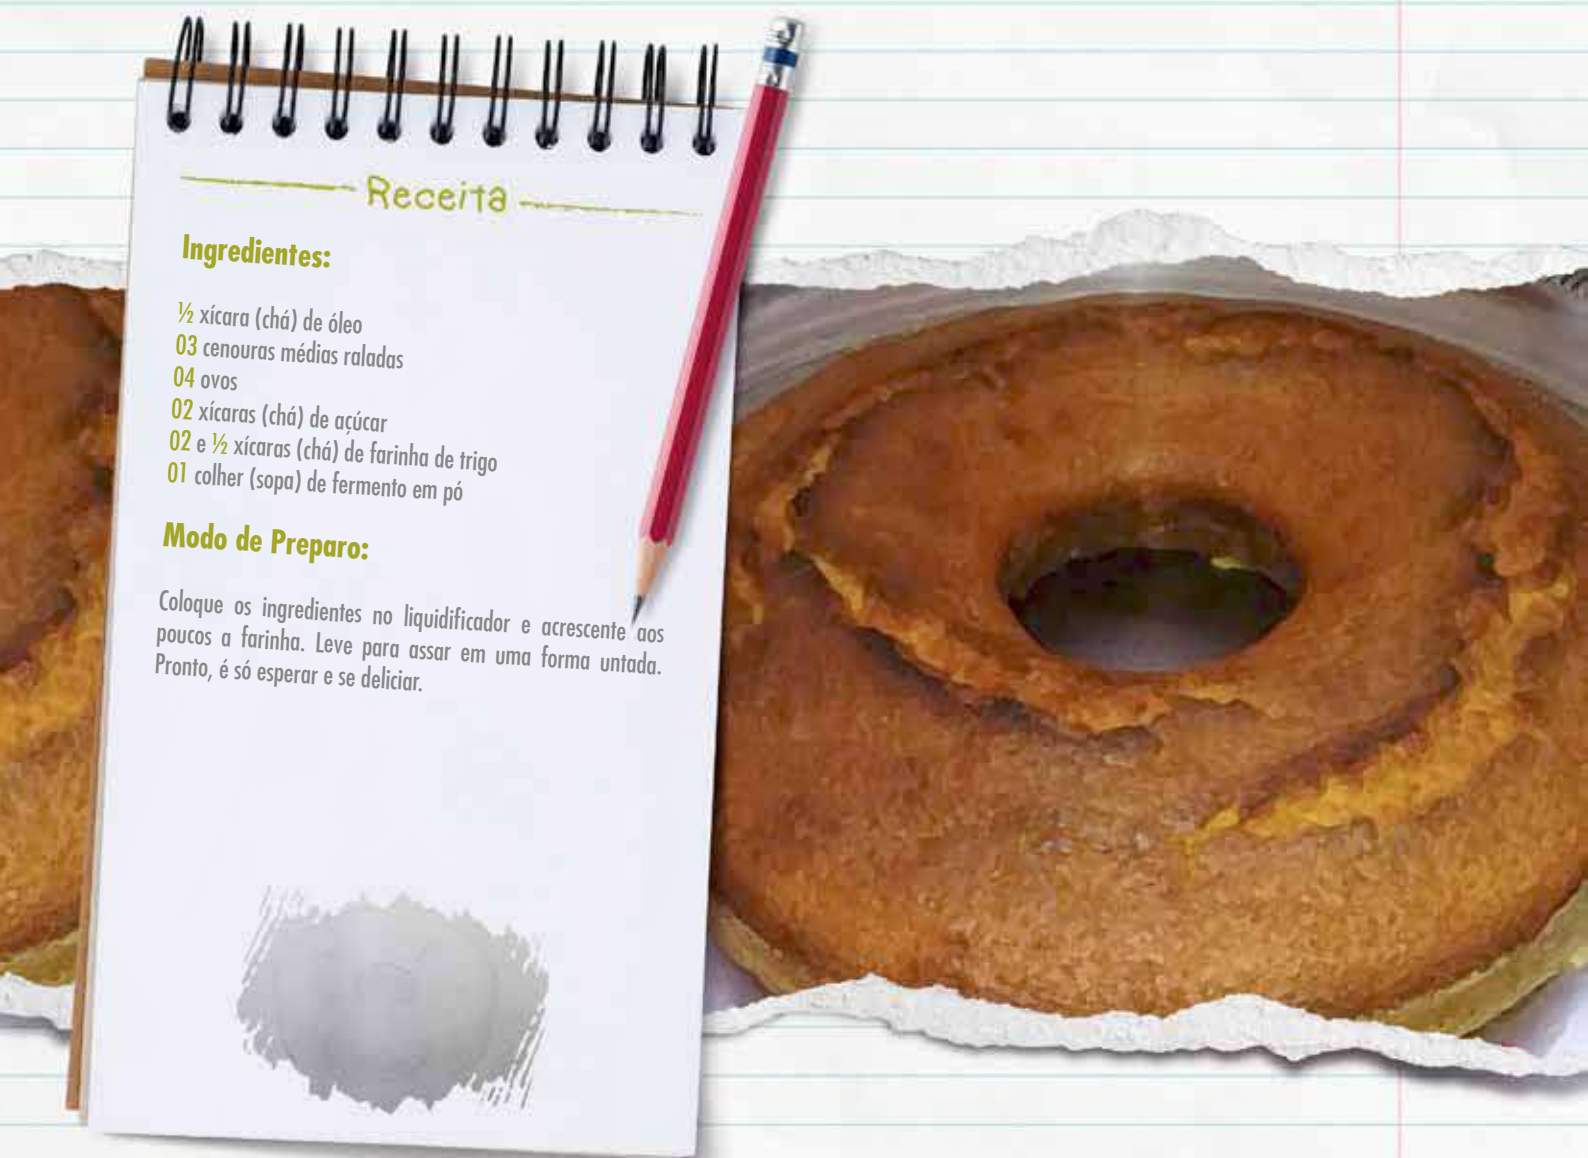 Receita
Ingredientes:
½ xícara (chá) de óleo
03 cenouras médias raladas
04 ovos
02 xícaras (chá) de açúcar
02 e ½ xícaras (chá) de farinha de trigo
01 colher (sopa) de fermento em pó
Modo de Preparo:
Coloque os ingredientes no liquidificador e acrescente aos
poucos a farinha. Leve para assar em uma forma untada.
Pronto, é só esperar e se deliciar.